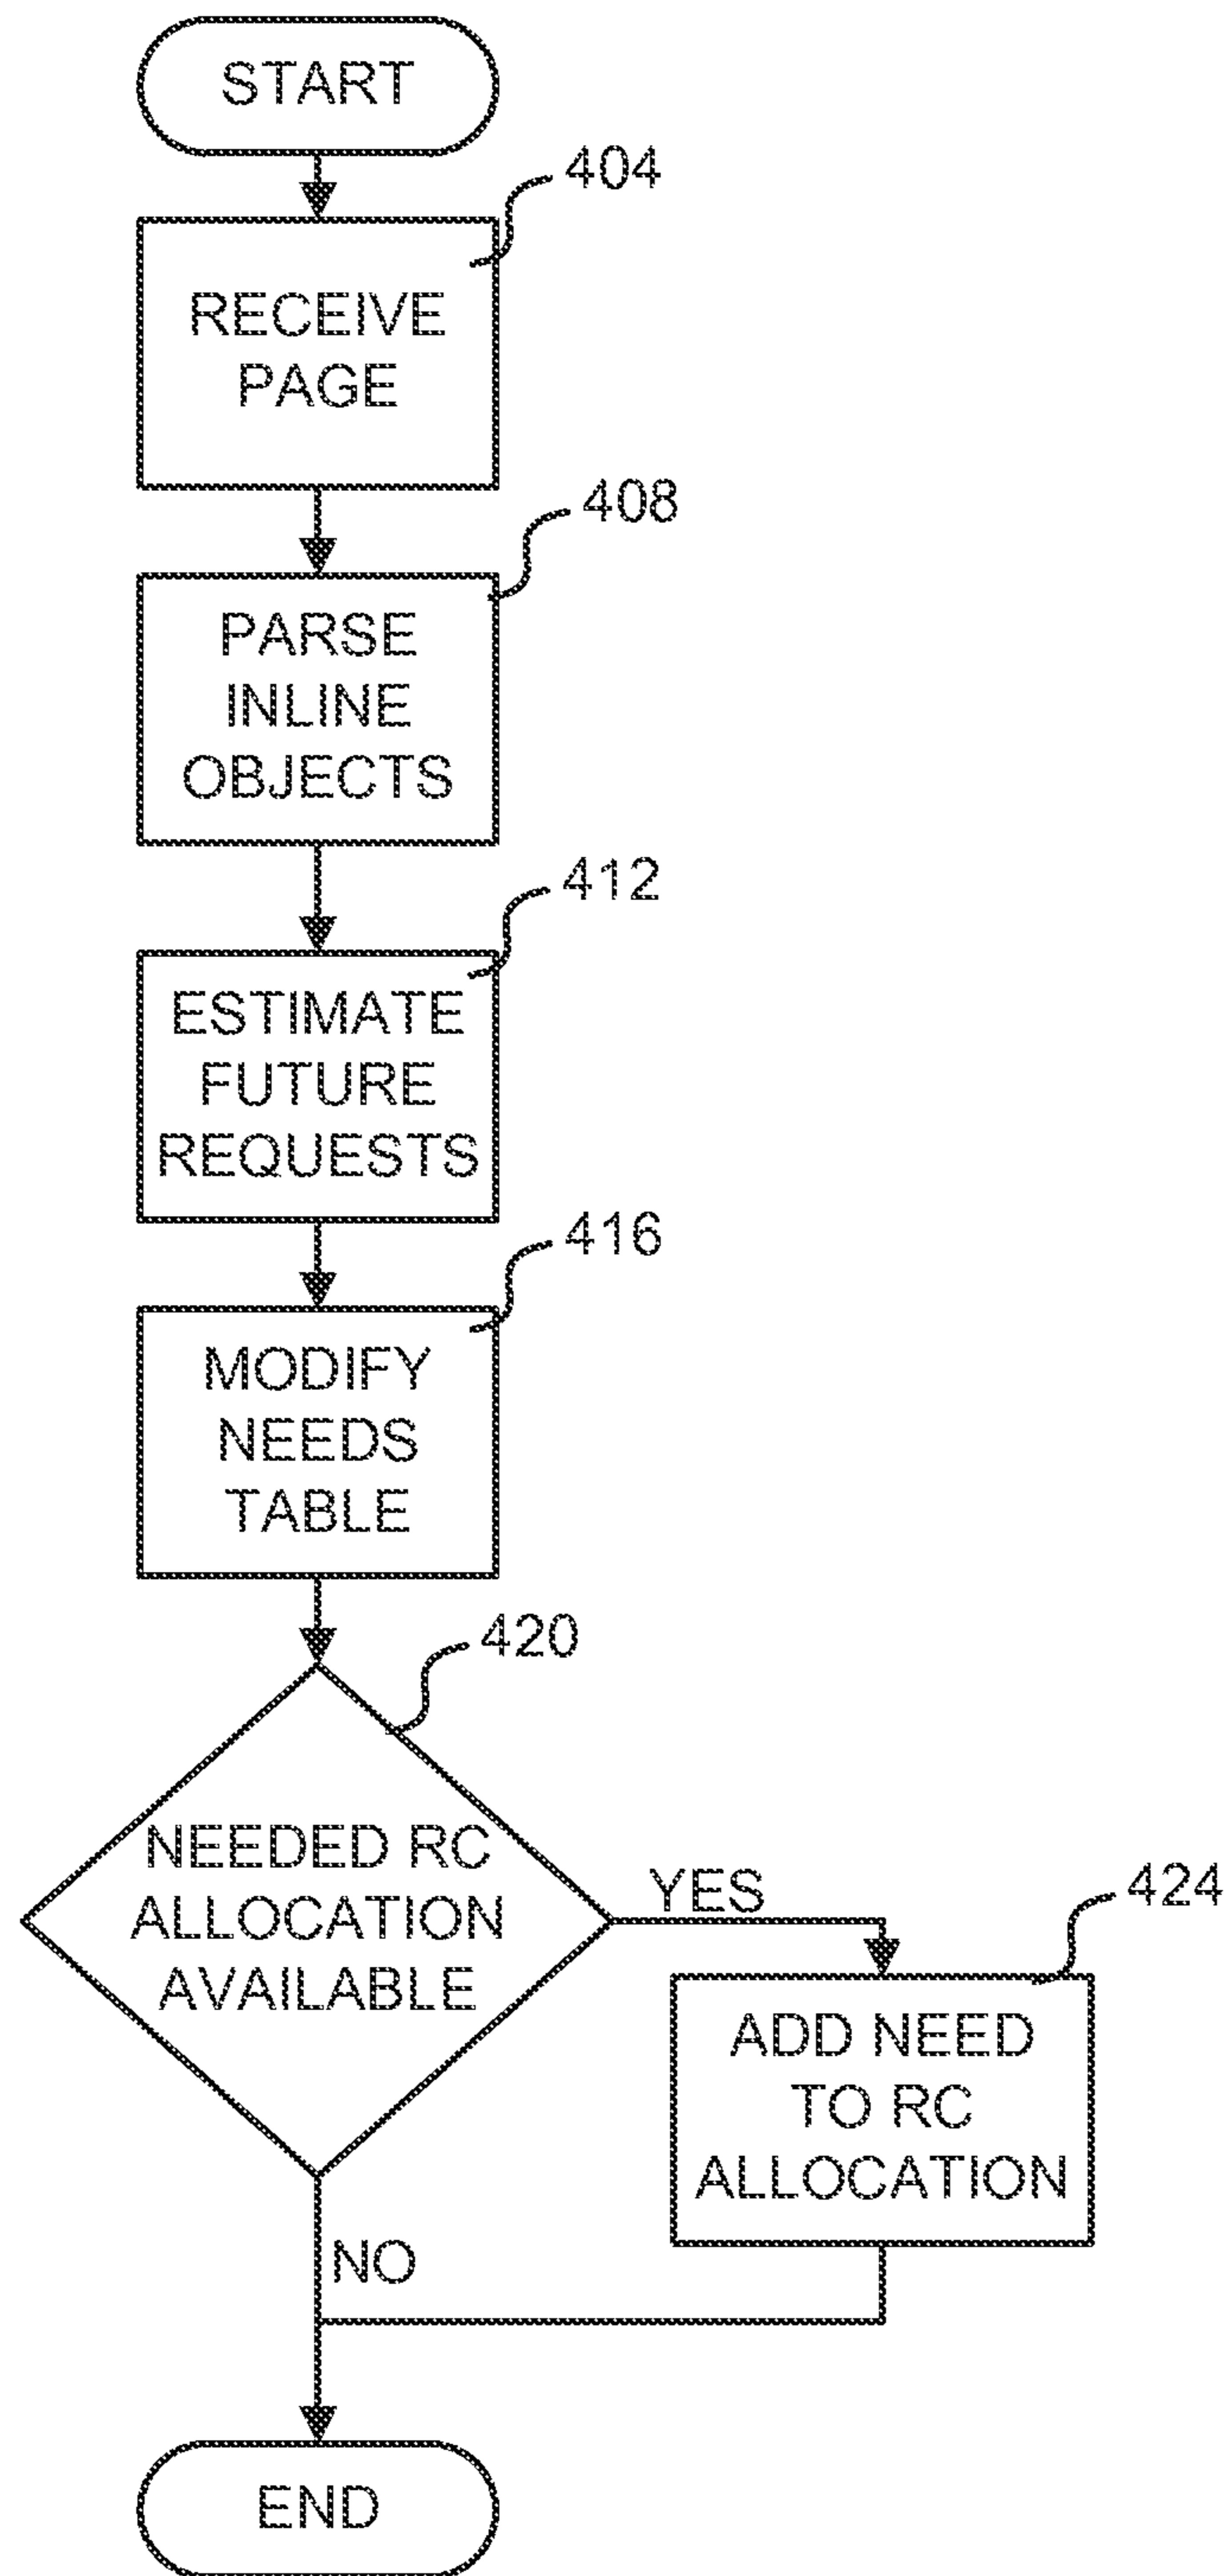 START
404
RECEIVE
PAGE
408
PARSE
INLINE
OBJECTS
412
ESTIMATE
FUTURE
REQUESTS
416
MODIFY
NEEDS
TABLE
420
NEEDED RC
ALLOCATION
AVAILABLE
YES
424
ADD NEED
TO RC
ALLOCATION
NO
END